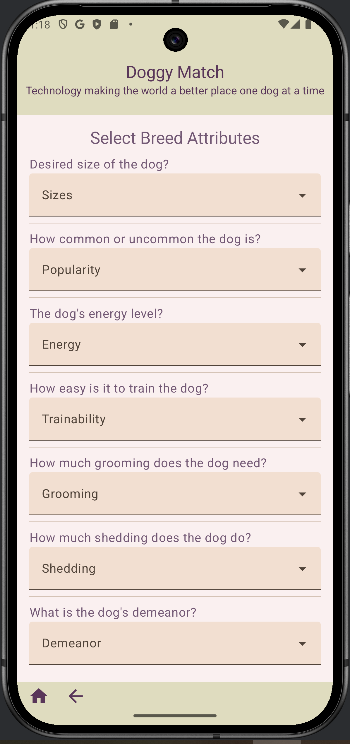 1:18
Doggy Match
Technology making the world a better place one dog at a time
Select Breed Attributes
Desired size of the dog?
Sizes
How common or uncommon the dog is?
Popularity
The dog's energy level?
Energy
How easy is it to train the dog?
Trainability
How much grooming does the dog need?
Grooming
How much shedding does the dog do?
Shedding
What is the dog's demeanor?
Demeanor